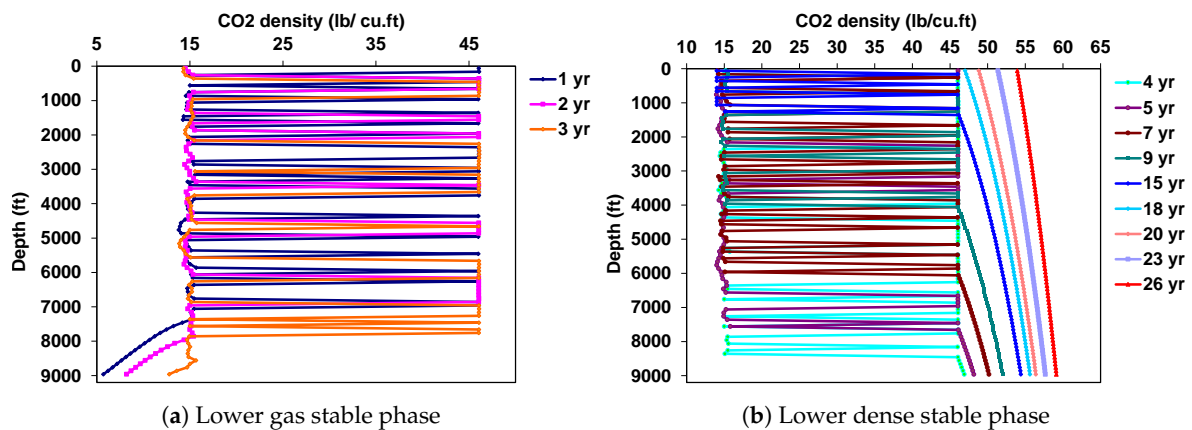 CO2 density (lb/ cu.ft)
5 15 25 35 45
0
1000
2000
3000
4000
5000
6000
7000
8000
9000
Depth (ft)
1 yr
2 yr
3 yr
(a) Lower gas stable phase
CO2 density (lb/cu.ft)
10 15 20 25 30 35 40 45 50 55 60 65
0
1000
2000
3000
4000
5000
6000
7000
8000
9000
Depth (ft)
4 yr
5 yr
7 yr
9 yr
15 yr
18 yr
20 yr
23 yr
26 yr
(b) Lower dense stable phase